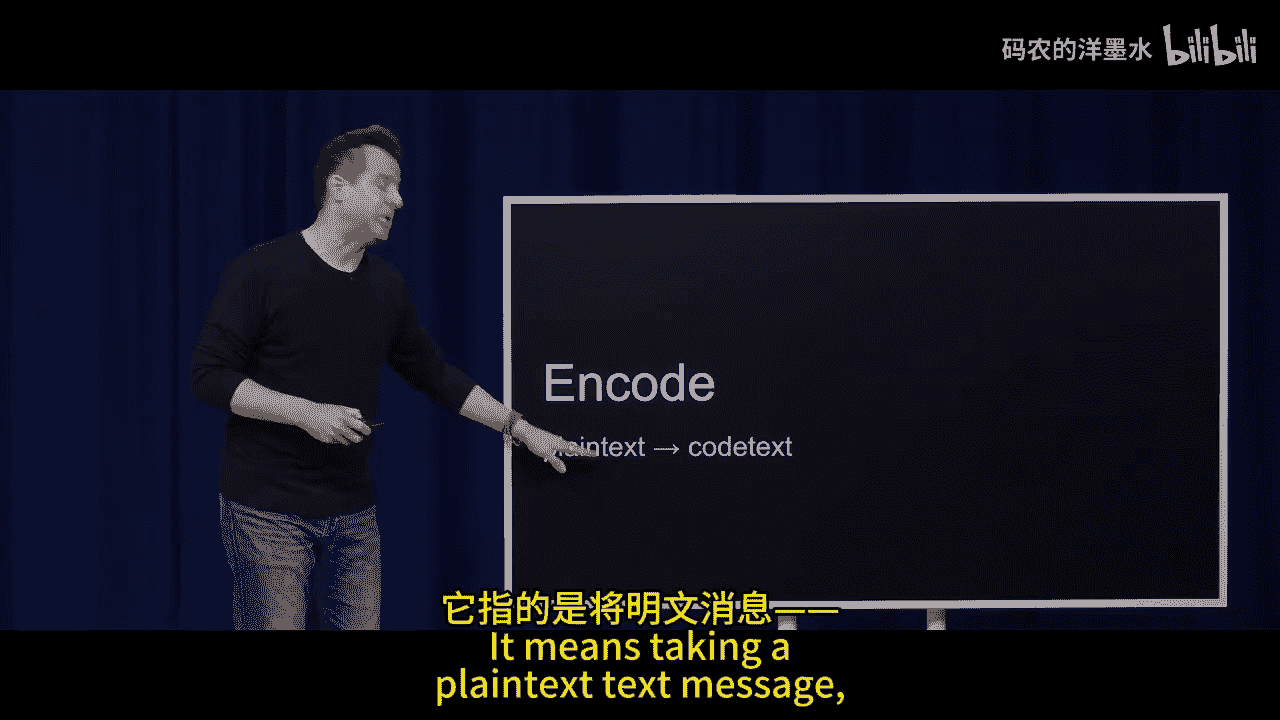 码农的洋墨水 bilibili
Encode
plaintext → codetext
它指的是将明文消息——
It means taking a
plaintext text message,